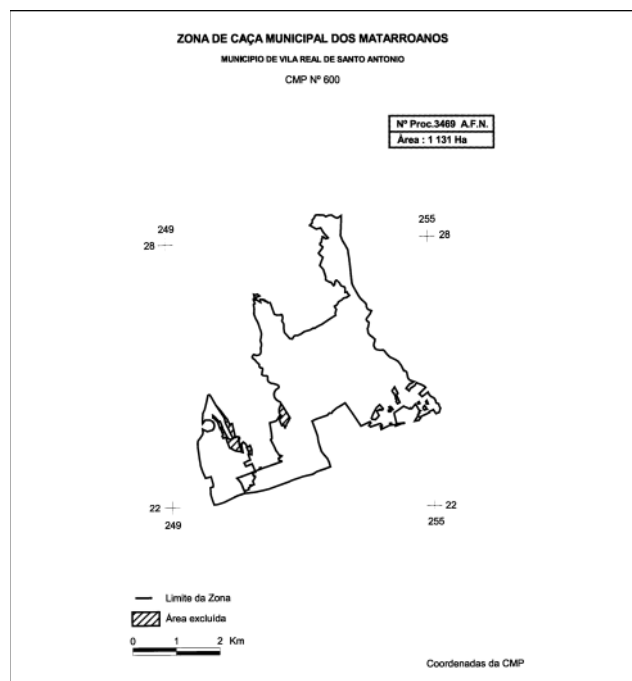 ZONA DE CAÇA MUNICIPAL DOS MATARROANOS
MUNICIPIO DE VILA REAL DE SANTO ANTONIO
CMP Nº 600
Nº Proc.3469 A.F.N.
Área : 1 131 Ha
249
28
255
28
22
249
22
255
Limite da Zona
Área excluída
0 1 2 Km
Coordenadas da CMP